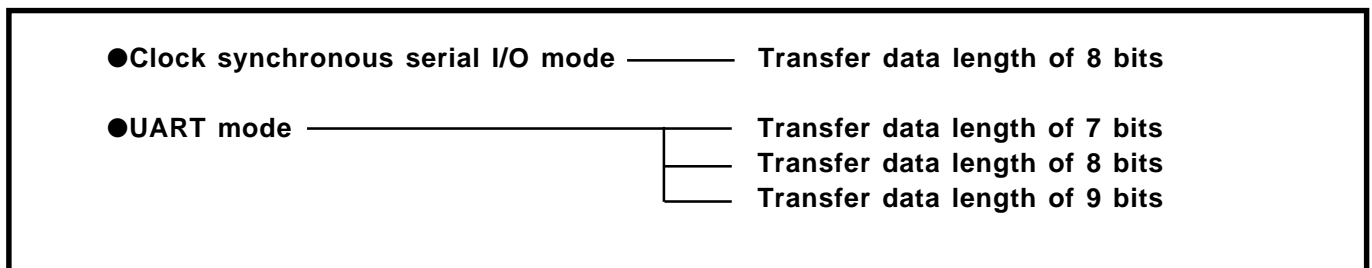 ●Clock synchronous serial I/O mode Transfer data length of 8 bits
●UART mode Transfer data length of 7 bits
Transfer data length of 8 bits
Transfer data length of 9 bits